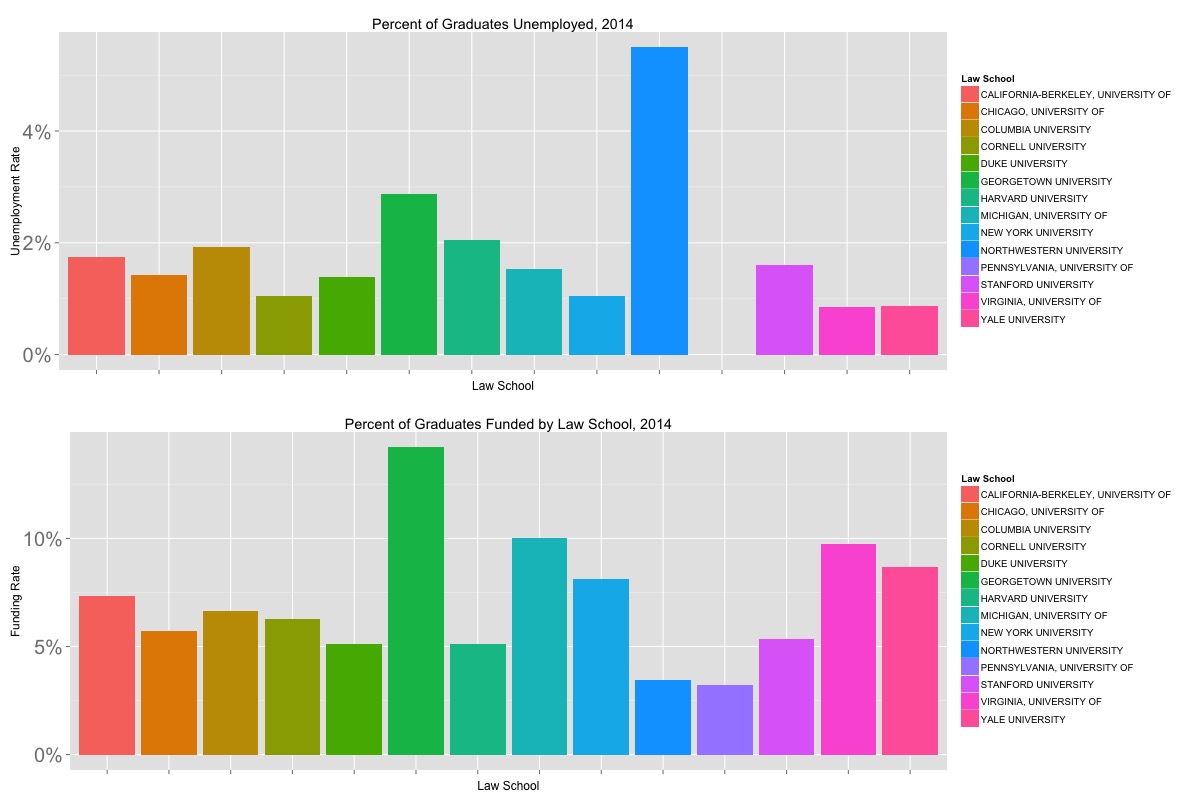 Percent of Graduates Unemployed, 2014
Unemployment Rate
4%
2%
0%
Law School
Law School
CALIFORNIA-BERKELEY, UNIVERSITY OF
CHICAGO, UNIVERSITY OF
COLUMBIA UNIVERSITY
CORNELL UNIVERSITY
DUKE UNIVERSITY
GEORGETOWN UNIVERSITY
HARVARD UNIVERSITY
MICHIGAN, UNIVERSITY OF
NEW YORK UNIVERSITY
NORTHWESTERN UNIVERSITY
PENNSYLVANIA, UNIVERSITY OF
STANFORD UNIVERSITY
VIRGINIA, UNIVERSITY OF
YALE UNIVERSITY
Percent of Graduates Funded by Law School, 2014
Funding Rate
10%
5%
0%
Law School
Law School
CALIFORNIA-BERKELEY, UNIVERSITY OF
CHICAGO, UNIVERSITY OF
COLUMBIA UNIVERSITY
CORNELL UNIVERSITY
DUKE UNIVERSITY
GEORGETOWN UNIVERSITY
HARVARD UNIVERSITY
MICHIGAN, UNIVERSITY OF
NEW YORK UNIVERSITY
NORTHWESTERN UNIVERSITY
PENNSYLVANIA, UNIVERSITY OF
STANFORD UNIVERSITY
VIRGINIA, UNIVERSITY OF
YALE UNIVERSITY